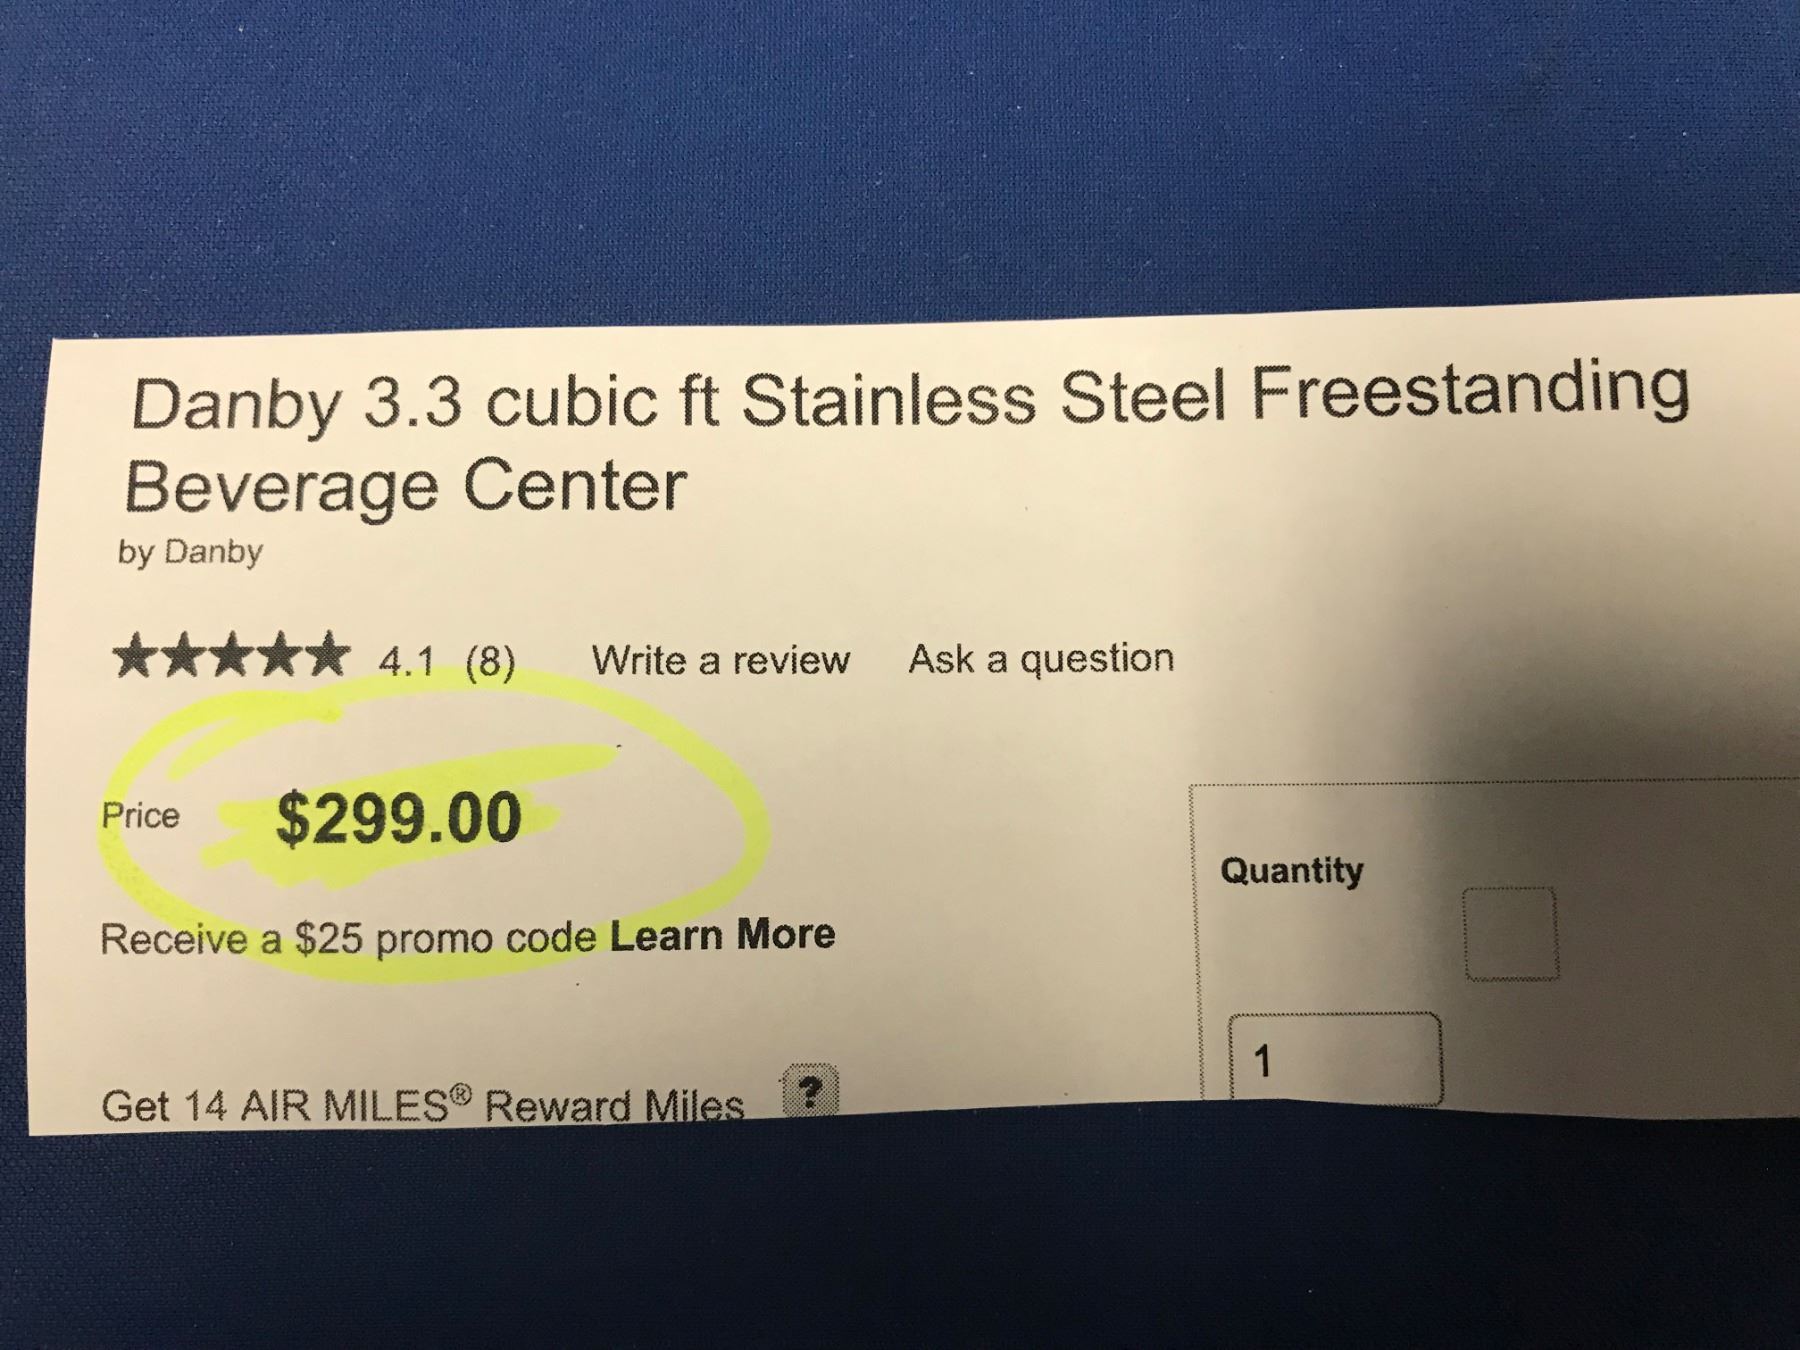 Danby 3.3 cubic ft Stainless Steel Freestanding
Beverage Center
by Danby
★★★★★ 4.1 (8) Write a review Ask a question
Price $299.00
Quantity
Receive a $25 promo code Learn More
1
Get 14 AIR MILES® Reward Miles ?